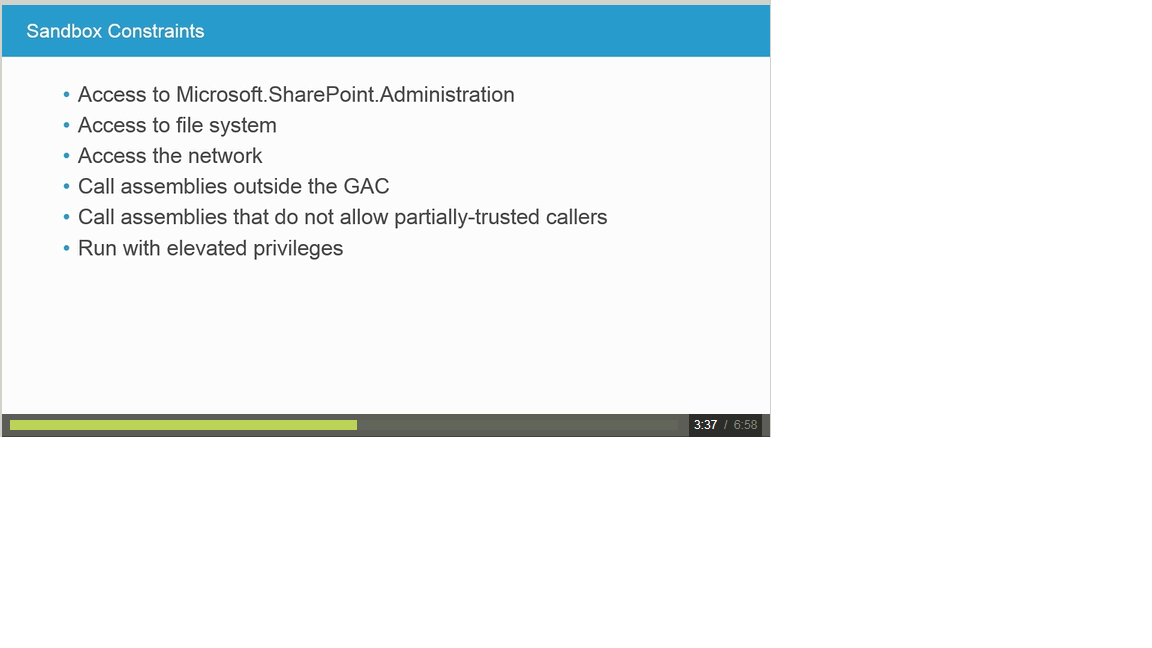 Sandbox Constraints
• Access to Microsoft.SharePoint.Administration
• Access to file system
• Access the network
• Call assemblies outside the GAC
• Call assemblies that do not allow partially-trusted callers
• Run with elevated privileges
3:37 / 6:58